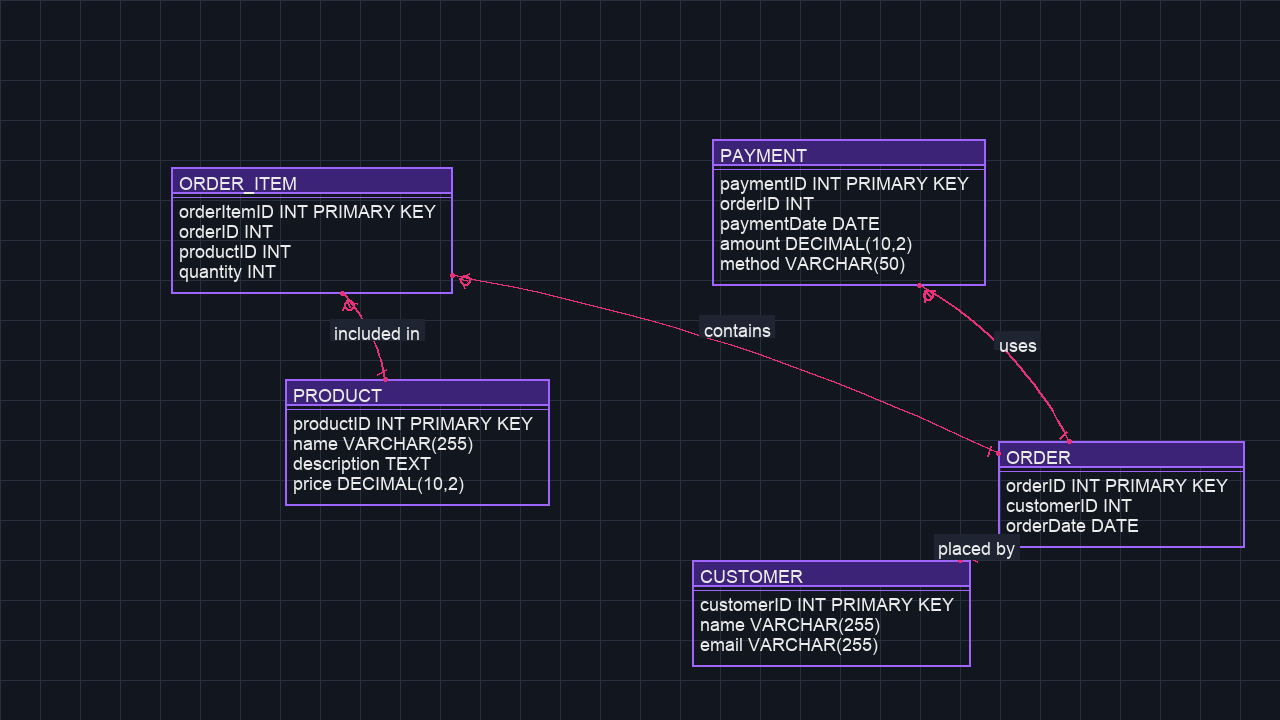 PAYMENT
paymentID INT PRIMARY KEY
orderID INT
paymentDate DATE
amount DECIMAL(10,2)
method VARCHAR(50)
ORDER_ITEM
orderItemID INT PRIMARY KEY
orderID INT
productID INT
quantity INT
included in
contains
uses
PRODUCT
productID INT PRIMARY KEY
name VARCHAR(255)
description TEXT
price DECIMAL(10,2)
ORDER
orderID INT PRIMARY KEY
customerID INT
orderDate DATE
placed by
CUSTOMER
customerID INT PRIMARY KEY
name VARCHAR(255)
email VARCHAR(255)